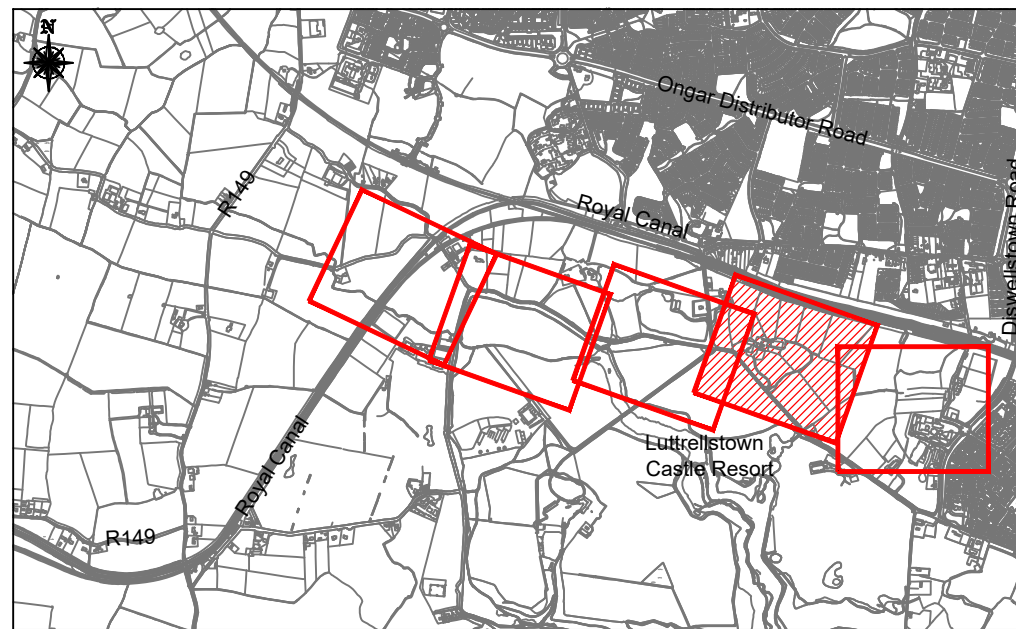 N
Ongar Distributor Road
R149
Royal Canal
Diswellstown Road
Luttrellstown
Castle Resort
Royal Canal
R149